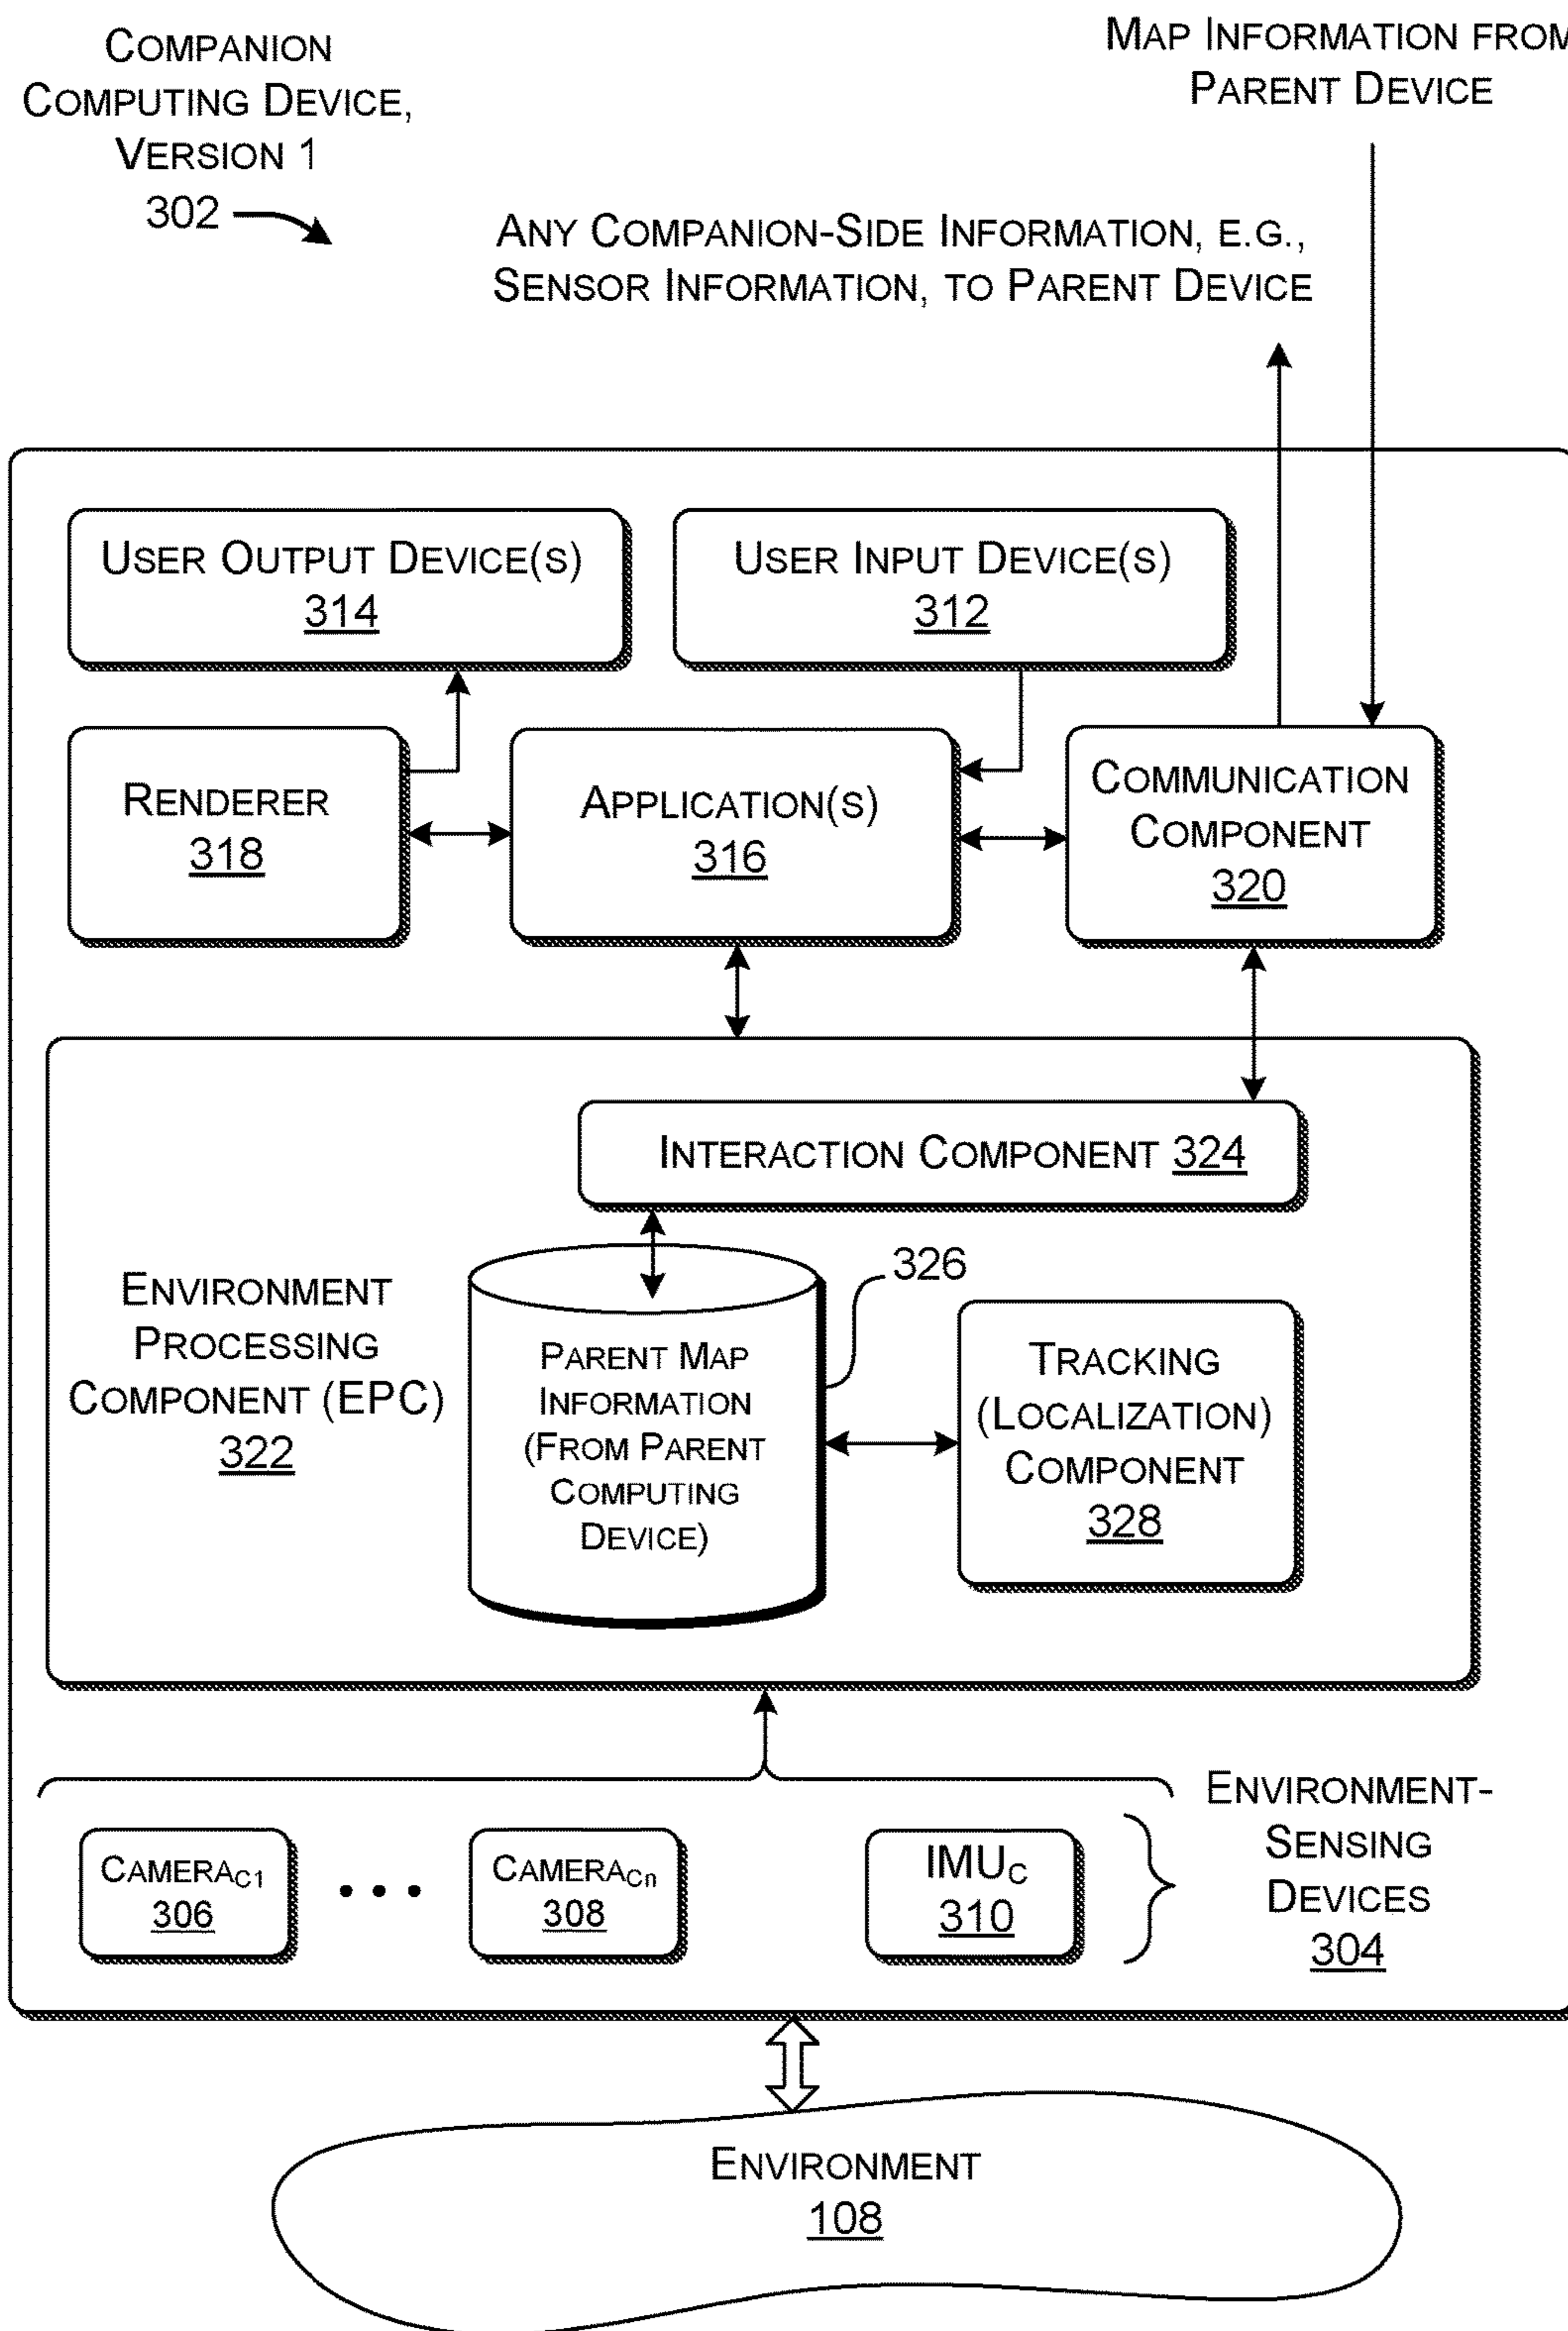 COMPANION
COMPUTING DEVICE,
VERSION 1
302
MAP INFORMATION FROM
PARENT DEVICE
ANY COMPANION-SIDE INFORMATION, E.G.,
SENSOR INFORMATION, TO PARENT DEVICE
USER OUTPUT DEVICE(S)
314
USER INPUT DEVICE(S)
312
RENDERER
318
APPLICATION(S)
316
COMMUNICATION
COMPONENT
320
INTERACTION COMPONENT 324
ENVIRONMENT
PROCESSING
COMPONENT (EPC)
322
PARENT MAP
INFORMATION
(FROM PARENT
COMPUTING
DEVICE)
326
TRACKING
(LOCALIZATION)
COMPONENT
328
CAMERAC1
306
• • •
CAMERACn
308
IMUC
310
ENVIRONMENT-
SENSING
DEVICES
304
ENVIRONMENT
108